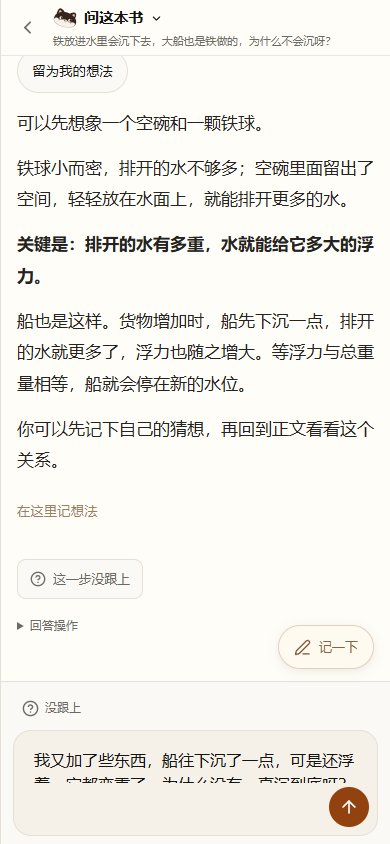 问这本书
铁放进水里会沉下去，大船也是铁做的，为什么不会沉呀？
留为我的想法
可以先想象一个空碗和一颗铁球。
铁球小而密，排开的水不够多；空碗里面留出了
空间，轻轻放在水面上，就能排开更多的水。
关键是：排开的水有多重，水就能给它多大的浮
力。
船也是这样。货物增加时，船先下沉一点，排开
的水就更多了，浮力也随之增大。等浮力与总重
量相等，船就会停在新的水位。
你可以先记下自己的猜想，再回到正文看看这个
关系。
在这里记想法
这一步没跟上
回答操作
记一下
没跟上
我又加了些东西，船往下沉了一点，可是还浮